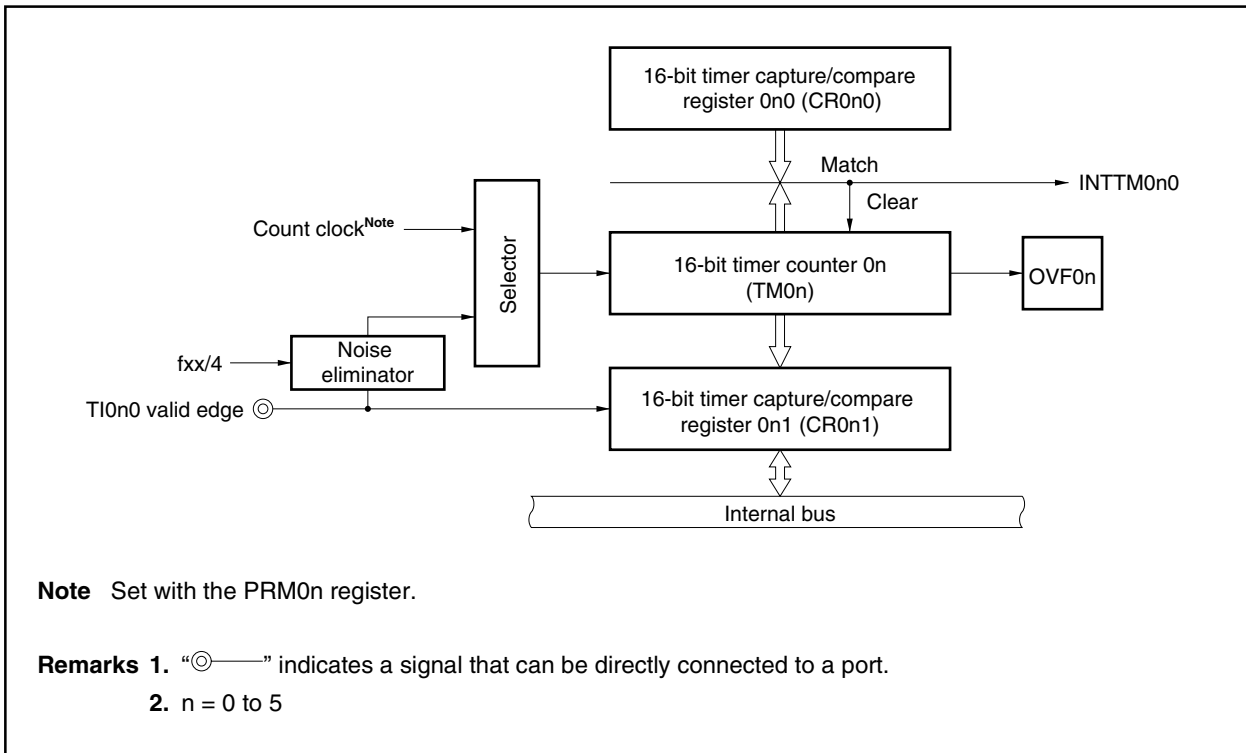 16-bit timer capture/compare
register 0n0 (CR0n0)
Match
INTTM0n0
Clear
Count clockNote
Selector
16-bit timer counter 0n
(TM0n)
OVF0n
fxx/4
Noise
eliminator
TI0n0 valid edge
16-bit timer capture/compare
register 0n1 (CR0n1)
Internal bus
Note Set with the PRM0n register.
Remarks 1. “◎——” indicates a signal that can be directly connected to a port.
2. n = 0 to 5